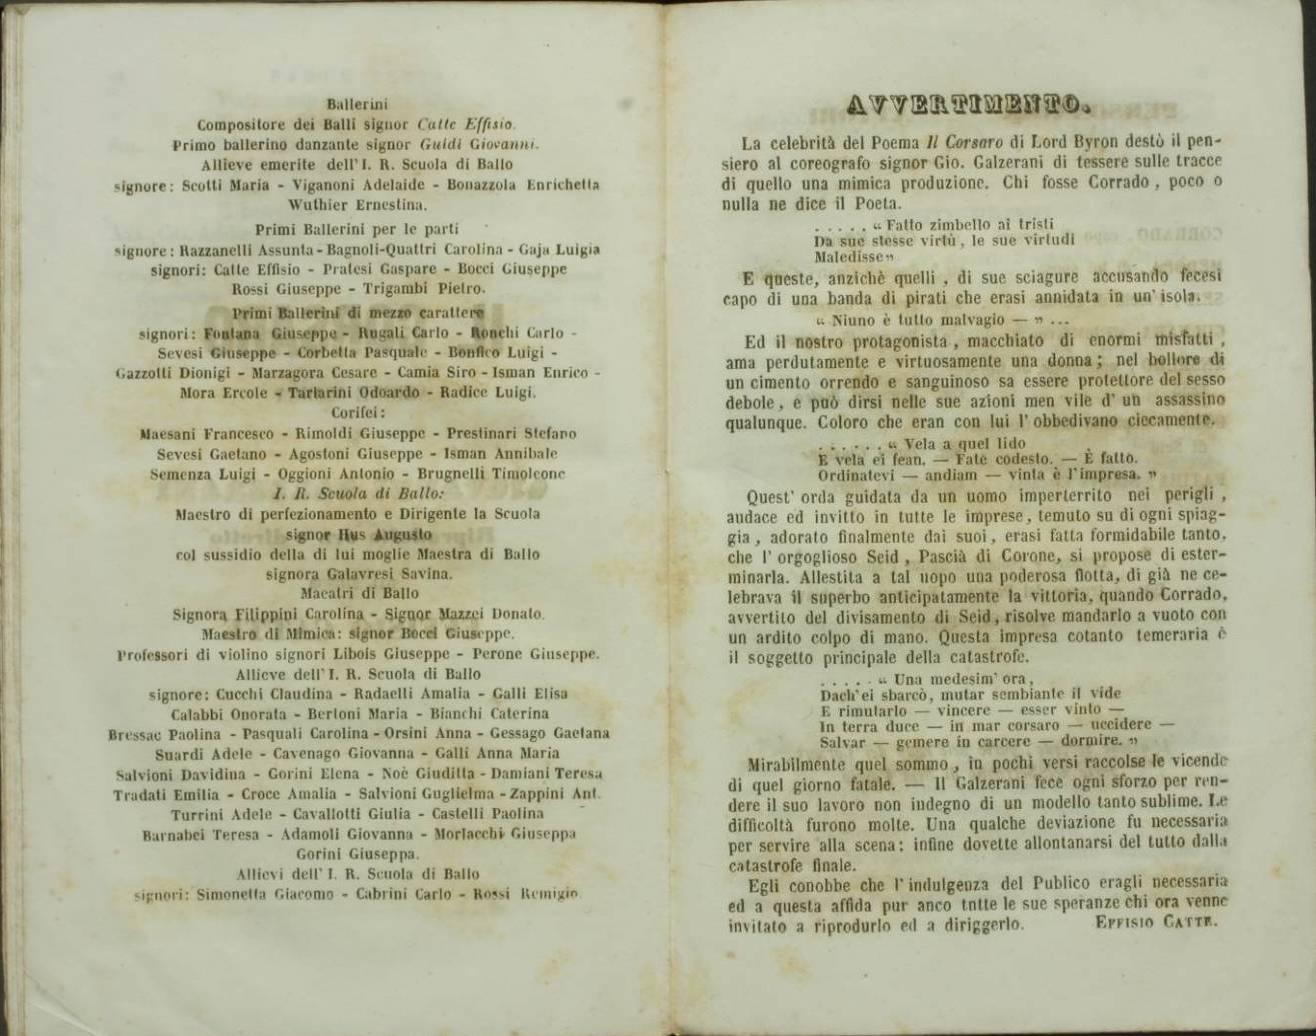 Ballerini
Compositore dei Balli signor Catte Effisio.
Primo ballerino danzante signor Guidi Giovanni.
Allieve emerite dell' I. R. Scuola di Ballo
signore: Scotti Maria - Viganoni Adelaide - Bonazzola Enrichetta
Wuthier Ernestina.
Primi Ballerini per le parti
signore: Razzanelli Assunta - Bagnoli-Quattri Carolina - Gaja Luigia
signori: Catte Effisio - Pratesi Gaspare - Bocci Giuseppe
Rossi Giuseppe - Trigambi Pietro.
Primi Ballerini di mezzo carattere
signori: Fontana Giuseppe - Rugali Carlo - Ronchi Carlo -
Sevesi Giuseppe - Corbetta Pasquale - Bonfico Luigi -
Gazzotti Dionigi - Marzagora Cesare - Camia Siro - Isman Enrico -
Mora Ercole - Tartarini Odoardo - Radice Luigi.
Corifei:
Maesani Francesco - Rimoldi Giuseppe - Prestinari Stefano
Sevesi Gaetano - Agostoni Giuseppe - Isman Annibale
Semenza Luigi - Oggioni Antonio - Brugnelli Timoleone
I. R. Scuola di Ballo:
Maestro di perfezionamento e Dirigente la Scuola
signor Hus Augusto
col sussidio della di lui moglie Maestra di Ballo
signora Galavresi Savina.
Maeatri di Ballo
Signora Filippini Carolina - Signor Mazzei Donato.
Maestro di Mimica: signor Bocci Giuseppe.
Professori di violino signori Libois Giuseppe - Perone Giuseppe.
Allieve dell' I. R. Scuola di Ballo
signore: Cucchi Claudina - Radaelli Amalia - Galli Elisa
Calabbi Onorata - Bertoni Maria - Bianchi Caterina
Bressac Paolina - Pasquali Carolina - Orsini Anna - Gessago Gaetana
Suardi Adele - Cavenago Giovanna - Galli Anna Maria
Salvioni Davidina - Gorini Elena - Noè Giuditta - Damiani Teresa
Tradati Emilia - Croce Amalia - Salvioni Guglielma - Zappini Ant.
Turrini Adele - Cavallotti Giulia - Castelli Paolina
Barnabei Teresa - Adamoli Giovanna - Morlacchi Giuseppa
Gorini Giuseppa.
Allievi dell' I. R. Scuola di Ballo
signori: Simonetta Giacomo - Cabrini Carlo - Rossi Remigio
AVVERTIMENTO.
La celebrità del Poema Il Corsaro di Lord Byron destò il pen-
siero al coreografo signor Gio. Galzerani di tessere sulle tracce
di quello una mimica produzione. Chi fosse Corrado, poco o
nulla ne dice il Poeta.
. . . . . « Fatto zimbello ai tristi
Da sue stesse virtù, le sue virtudi
Maledisse »
E queste, anzichè quelli, di sue sciagure accusando fecesi
capo di una banda di pirati che erasi annidata in un' isola.
« Niuno è tutto malvagio — » ...
Ed il nostro protagonista, macchiato di enormi misfatti,
ama perdutamente e virtuosamente una donna; nel bollore di
un cimento orrendo e sanguinoso sa essere protettore del sesso
debole, e può dirsi nelle sue azioni men vile d' un assassino
qualunque. Coloro che eran con lui l' obbedivano ciecamente.
. . . . . . « Vela a quel lido
E vela ei fean. — Fate codesto. — È fatto.
Ordinatevi — andiam — vinta è l' impresa. »
Quest' orda guidata da un uomo imperterrito nei perigli,
audace ed invitto in tutte le imprese, temuto su di ogni spiag-
gia, adorato finalmente dai suoi, erasi fatta formidabile tanto,
che l' orgoglioso Seid, Pascià di Corone, si propose di ester-
minarla. Allestita a tal uopo una poderosa flotta, di già ne ce-
lebrava il superbo anticipatamente la vittoria, quando Corrado,
avvertito del divisamento di Seid, risolve mandarlo a vuoto con
un ardito colpo di mano. Questa impresa cotanto temeraria è
il soggetto principale della catastrofe.
. . . . . « Una medesim' ora,
Dach' ei sbarcò, mutar sembiante il vide
E rimutarlo — vincere — esser vinto —
In terra duce — in mar corsaro — uccidere —
Salvar — gemere in carcere — dormire. »
Mirabilmente quel sommo, in pochi versi raccolse le vicende
di quel giorno fatale. — Il Galzerani fece ogni sforzo per ren-
dere il suo lavoro non indegno di un modello tanto sublime. Le
difficoltà furono molte. Una qualche deviazione fu necessaria
per servire alla scena; infine dovette allontanarsi del tutto dalla
catastrofe finale.
Egli conobbe che l' indulgenza del Publico eragli necessaria
ed a questa affida pur anco tntte le sue speranze chi ora venne
invitato a riprodurlo ed a diriggerlo. EFFISIO CATTE.